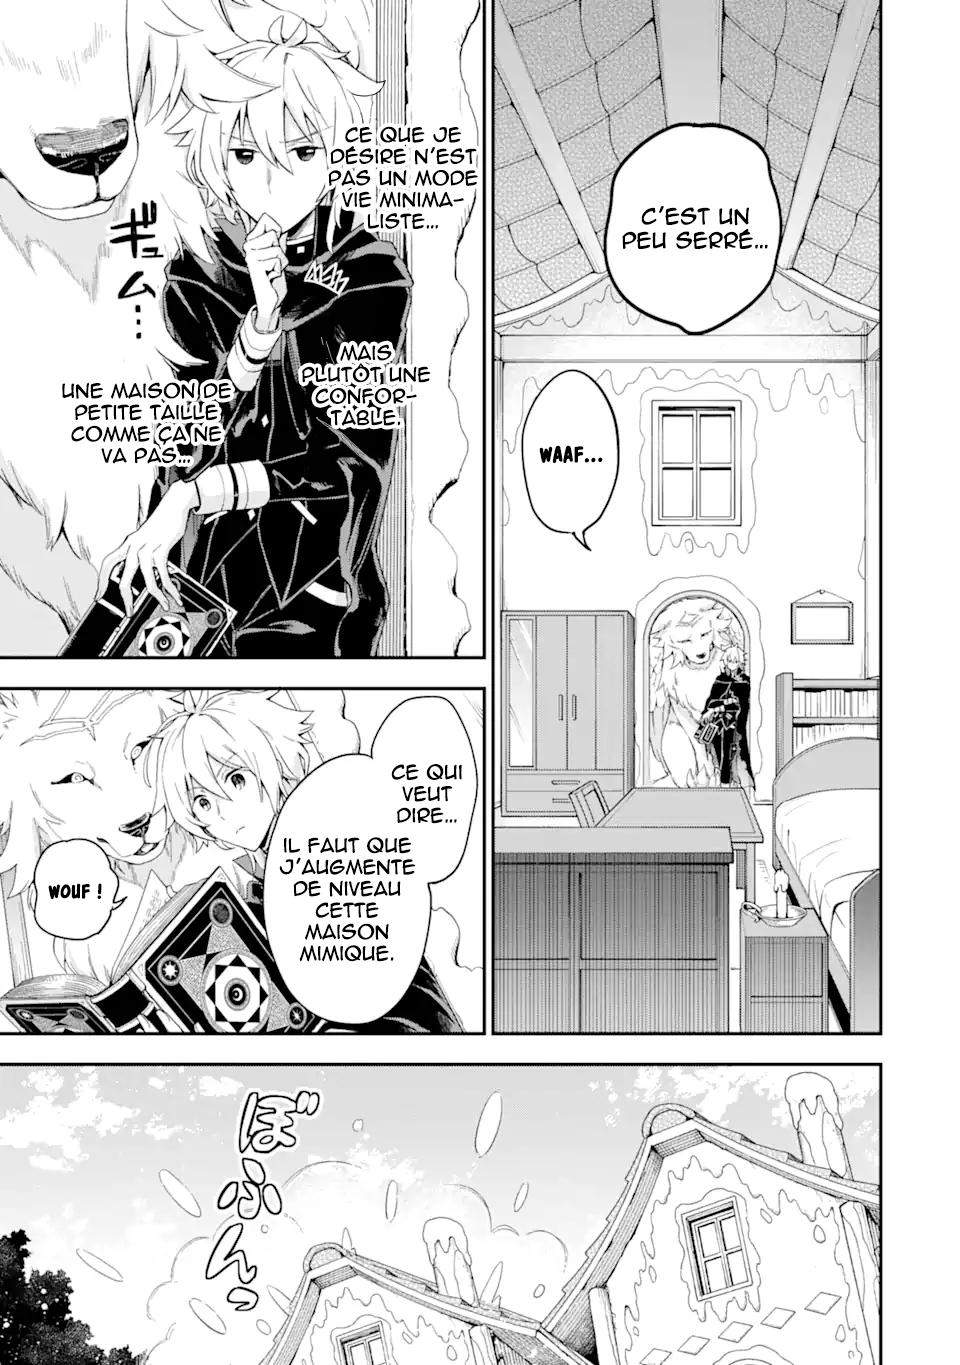 C'EST UN
PEU SERRÉ...
WAAF...
CE QUE JE
DÉSIRE N'EST
PAS UN MODE
VIE MINIMA-
LISTE...
MAIS
PLUTÔT UNE
CONFOR-
TABLE.
UNE MAISON DE
PETITE TAILLE
COMME ÇA NE
VA PAS...
ギュム…
CE QUI
VEUT
DIRE...
IL FAUT QUE
J'AUGMENTE
DE NIVEAU
CETTE
MAISON
MIMIQUE.
WOUF !
ぼふんっ